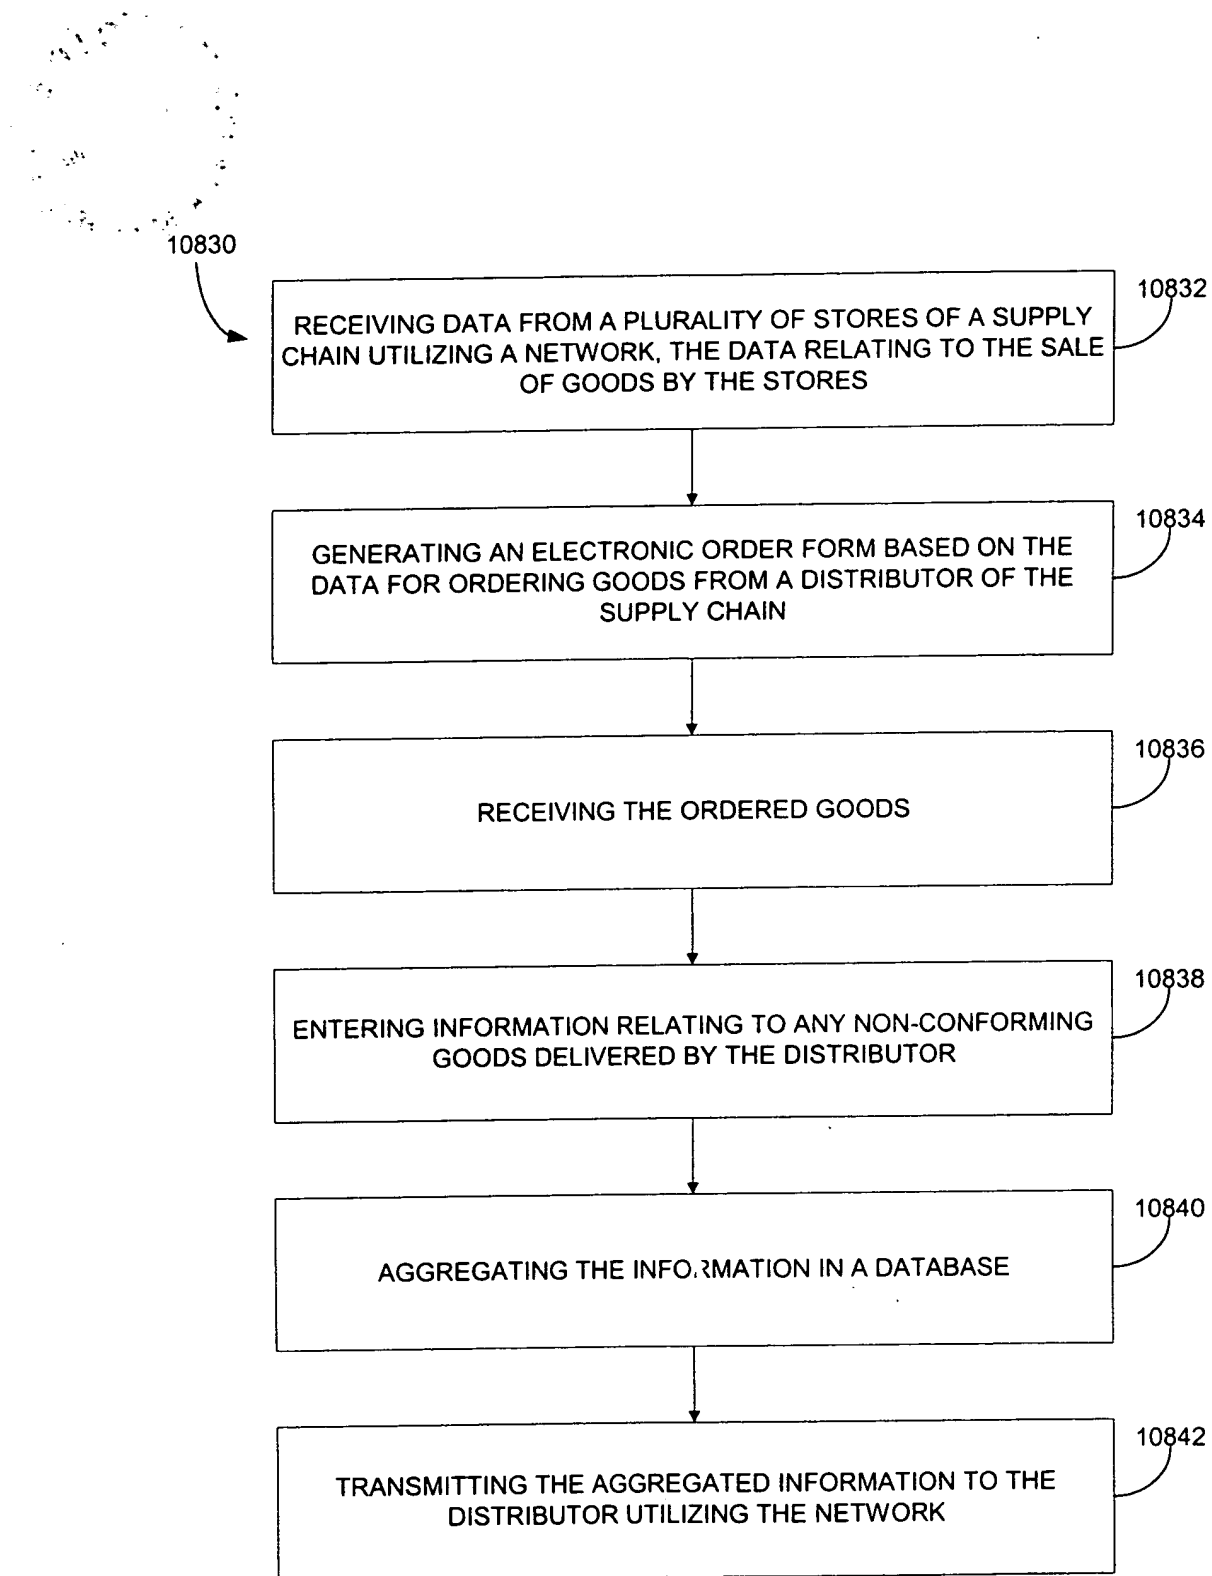 10830
10832
RECEIVING DATA FROM A PLURALITY OF STORES OF A SUPPLY
CHAIN UTILIZING A NETWORK, THE DATA RELATING TO THE SALE
OF GOODS BY THE STORES
10834
GENERATING AN ELECTRONIC ORDER FORM BASED ON THE
DATA FOR ORDERING GOODS FROM A DISTRIBUTOR OF THE
SUPPLY CHAIN
10836
RECEIVING THE ORDERED GOODS
10838
ENTERING INFORMATION RELATING TO ANY NON-CONFORMING
GOODS DELIVERED BY THE DISTRIBUTOR
10840
AGGREGATING THE INFORMATION IN A DATABASE
10842
TRANSMITTING THE AGGREGATED INFORMATION TO THE
DISTRIBUTOR UTILIZING THE NETWORK